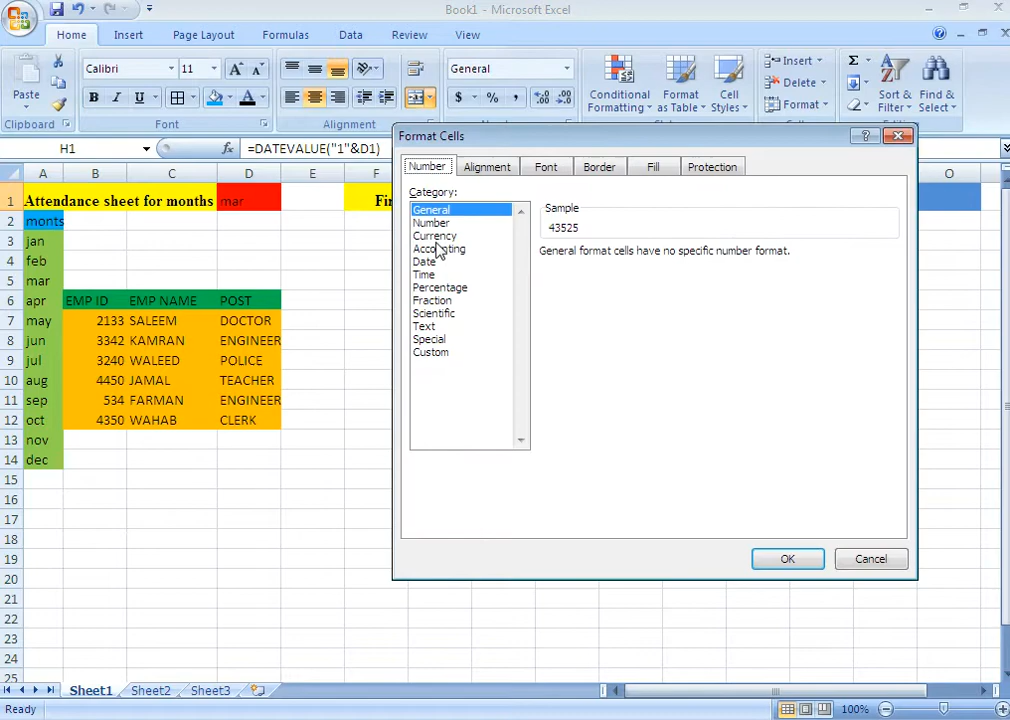 Book1 - Microsoft Excel
Home Insert Page Layout Formulas Data Review View
Paste Calibri 11 General $ % , Conditional Formatting Format as Table Cell Styles Insert Delete Format Sort & Filter Find & Select
B I U A A A
Clipboard Font Alignment
H1 fx =DATEVALUE("1"&D1)
A B C D E F O
1 Attendance sheet for months mar Fir
2 monts
3 jan
4 feb
5 mar
6 apr EMP ID EMP NAME POST
7 may 2133 SALEEM DOCTOR
8 jun 3342 KAMRAN ENGINEER
9 jul 3240 WALEED POLICE
10 aug 4450 JAMAL TEACHER
11 sep 534 FARMAN ENGINEER
12 oct 4350 WAHAB CLERK
13 nov
14 dec
15
16
17
18
19
20
21
22
23
24
25
Format Cells
Number Alignment Font Border Fill Protection
Category:
General
Number
Currency
Accounting
Date
Time
Percentage
Fraction
Scientific
Text
Special
Custom
Sample
43525
General format cells have no specific number format.
OK Cancel
Sheet1 Sheet2 Sheet3
Ready 100%